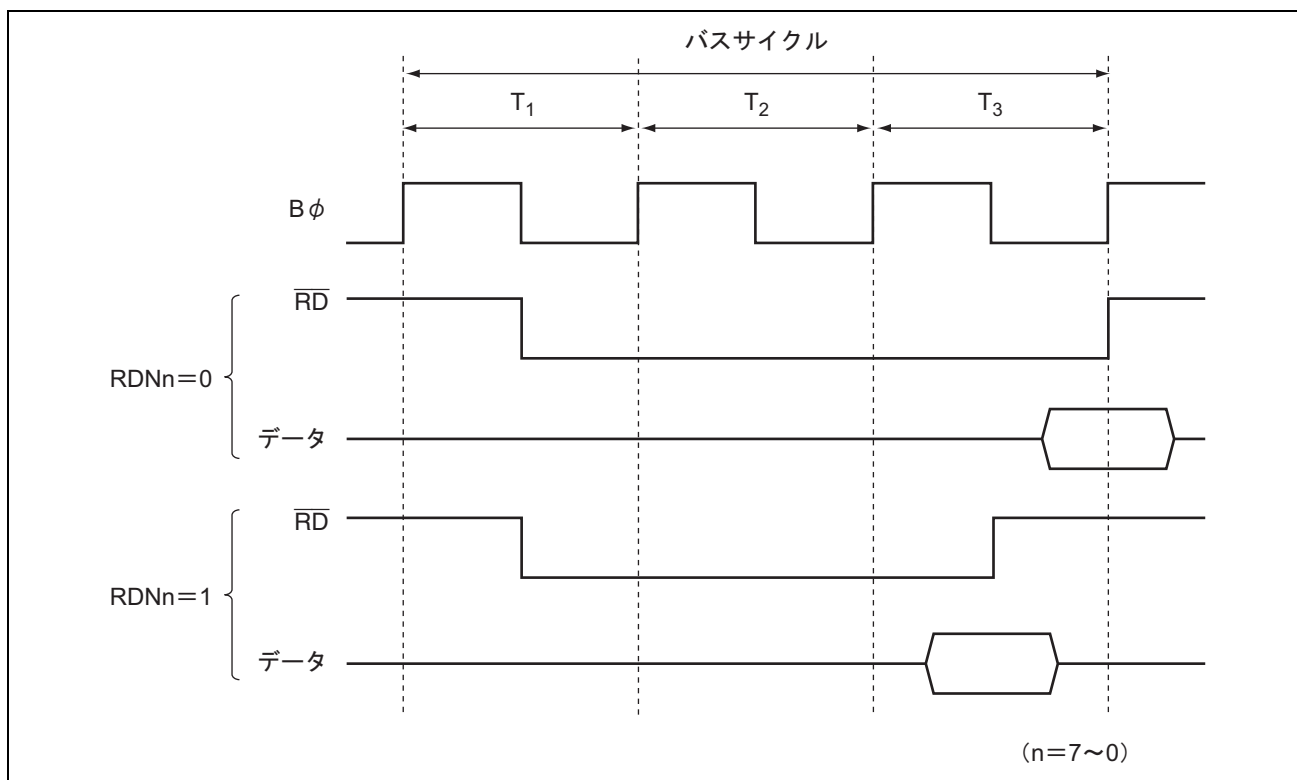 バスサイクル
T1 T2 T3
Bφ
RD
RDNn=0
データ
RD
RDNn=1
データ
(n=7~0)